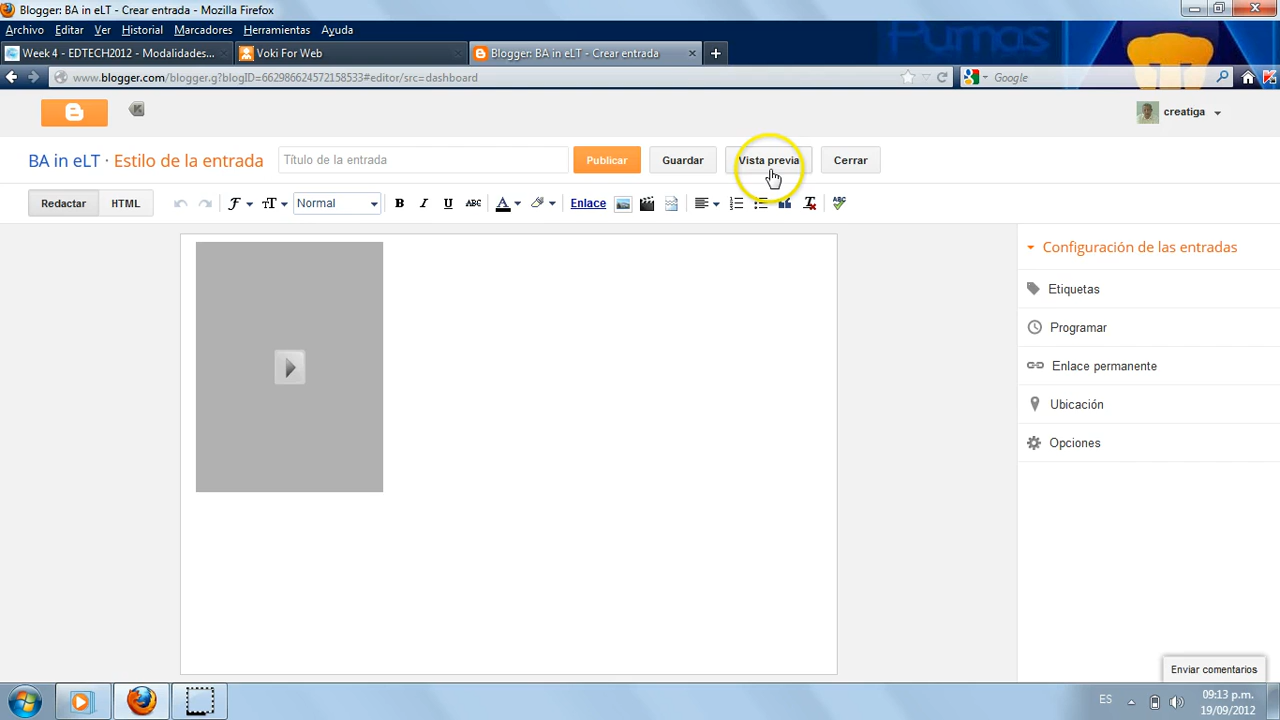 Blogger: BA in eLT - Crear entrada - Mozilla Firefox
Archivo Editar Ver Historial Marcadores Herramientas Ayuda
Week 4 - EDTECH2012 - Modalidades... Voki For Web Blogger: BA in eLT - Crear entrada
www.blogger.com/blogger.g?blogID=662986624572158533#editor/src=dashboard Google
Pumas
creatiga
BA in eLT · Estilo de la entrada Título de la entrada Publicar Guardar Vista previa Cerrar
Redactar HTML Normal B I U ABC A Enlace ABC
Configuración de las entradas
Etiquetas
Programar
Enlace permanente
Ubicación
Opciones
Enviar comentarios
ES 09:13 p.m.
19/09/2012